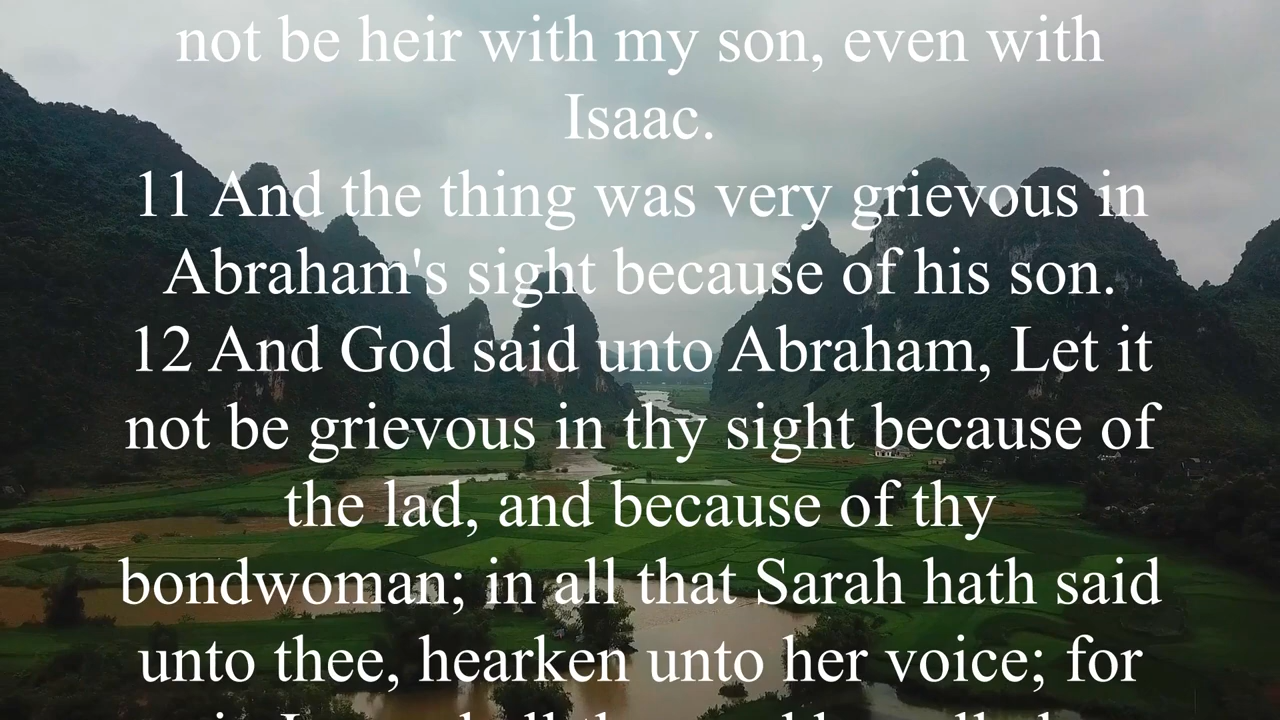 not be heir with my son, even with
Isaac.
11 And the thing was very grievous in
Abraham's sight because of his son.
12 And God said unto Abraham, Let it
not be grievous in thy sight because of
the lad, and because of thy
bondwoman; in all that Sarah hath said
unto thee, hearken unto her voice; for